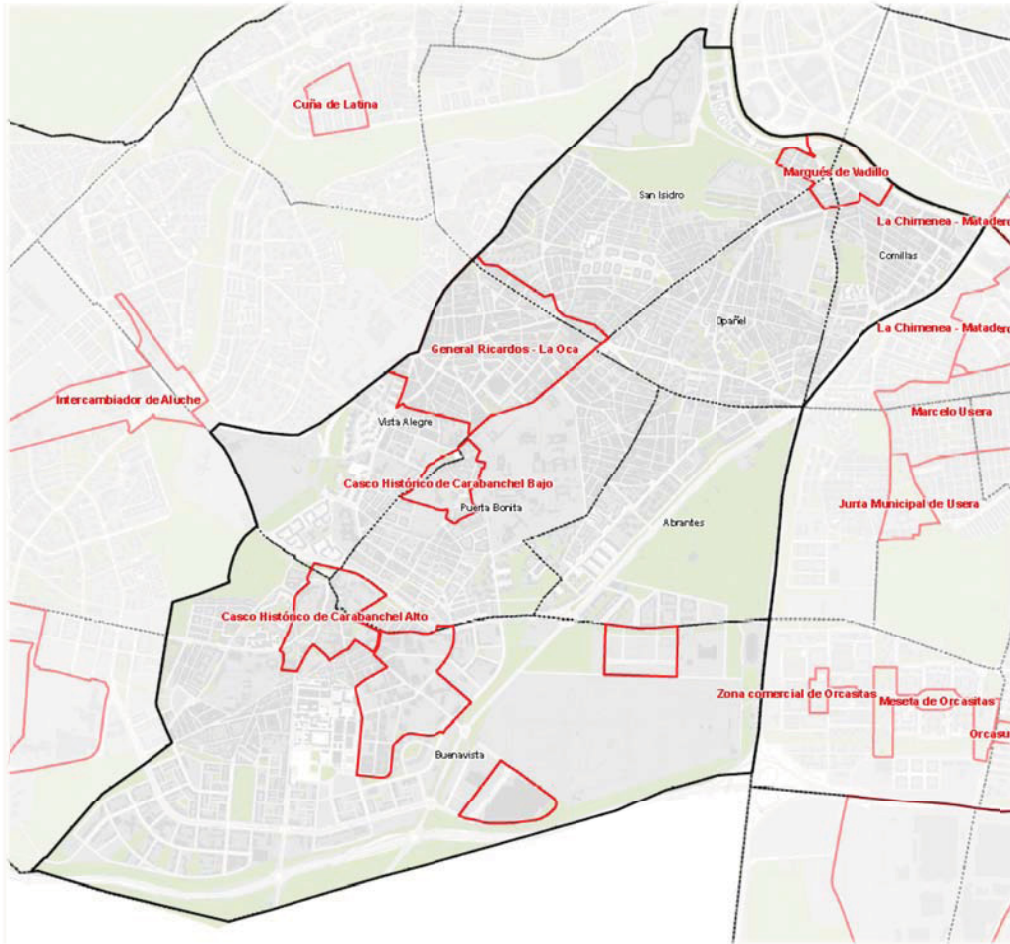 Cuña de Latina
Marqués de Vadillo
San Isidro
La Chimenea - Matadero
Comillas
Opañel
La Chimenea - Matadero
General Ricardos - La Oca
Intercambiador de Aluche
Marcelo Usera
Vista Alegre
Casco Histórico de Carabanchel Bajo
Junta Municipal de Usera
Puerta Bonita
Abrantes
Casco Histórico de Carabanchel Alto
Zona comercial de Orcasitas
Meseta de Orcasitas
Orcasu
Buenavista